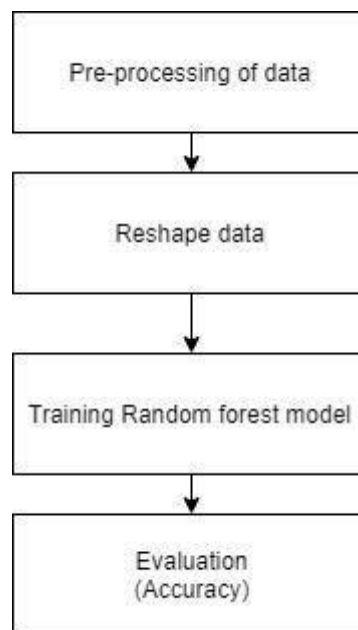 Pre-processing of data
Reshape data
Training Random forest model
Evaluation
(Accuracy)